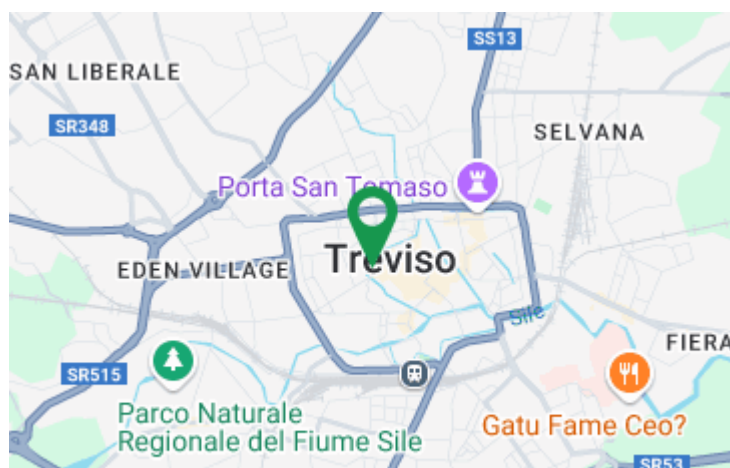 SS13
SAN LIBERALE
SR348
SELVANA
Porta San Tomaso
Treviso
EDEN VILLAGE
Sile
FIERA
SR515
Parco Naturale
Regionale del Fiume Sile
Gatu Fame Ceo?
SR53